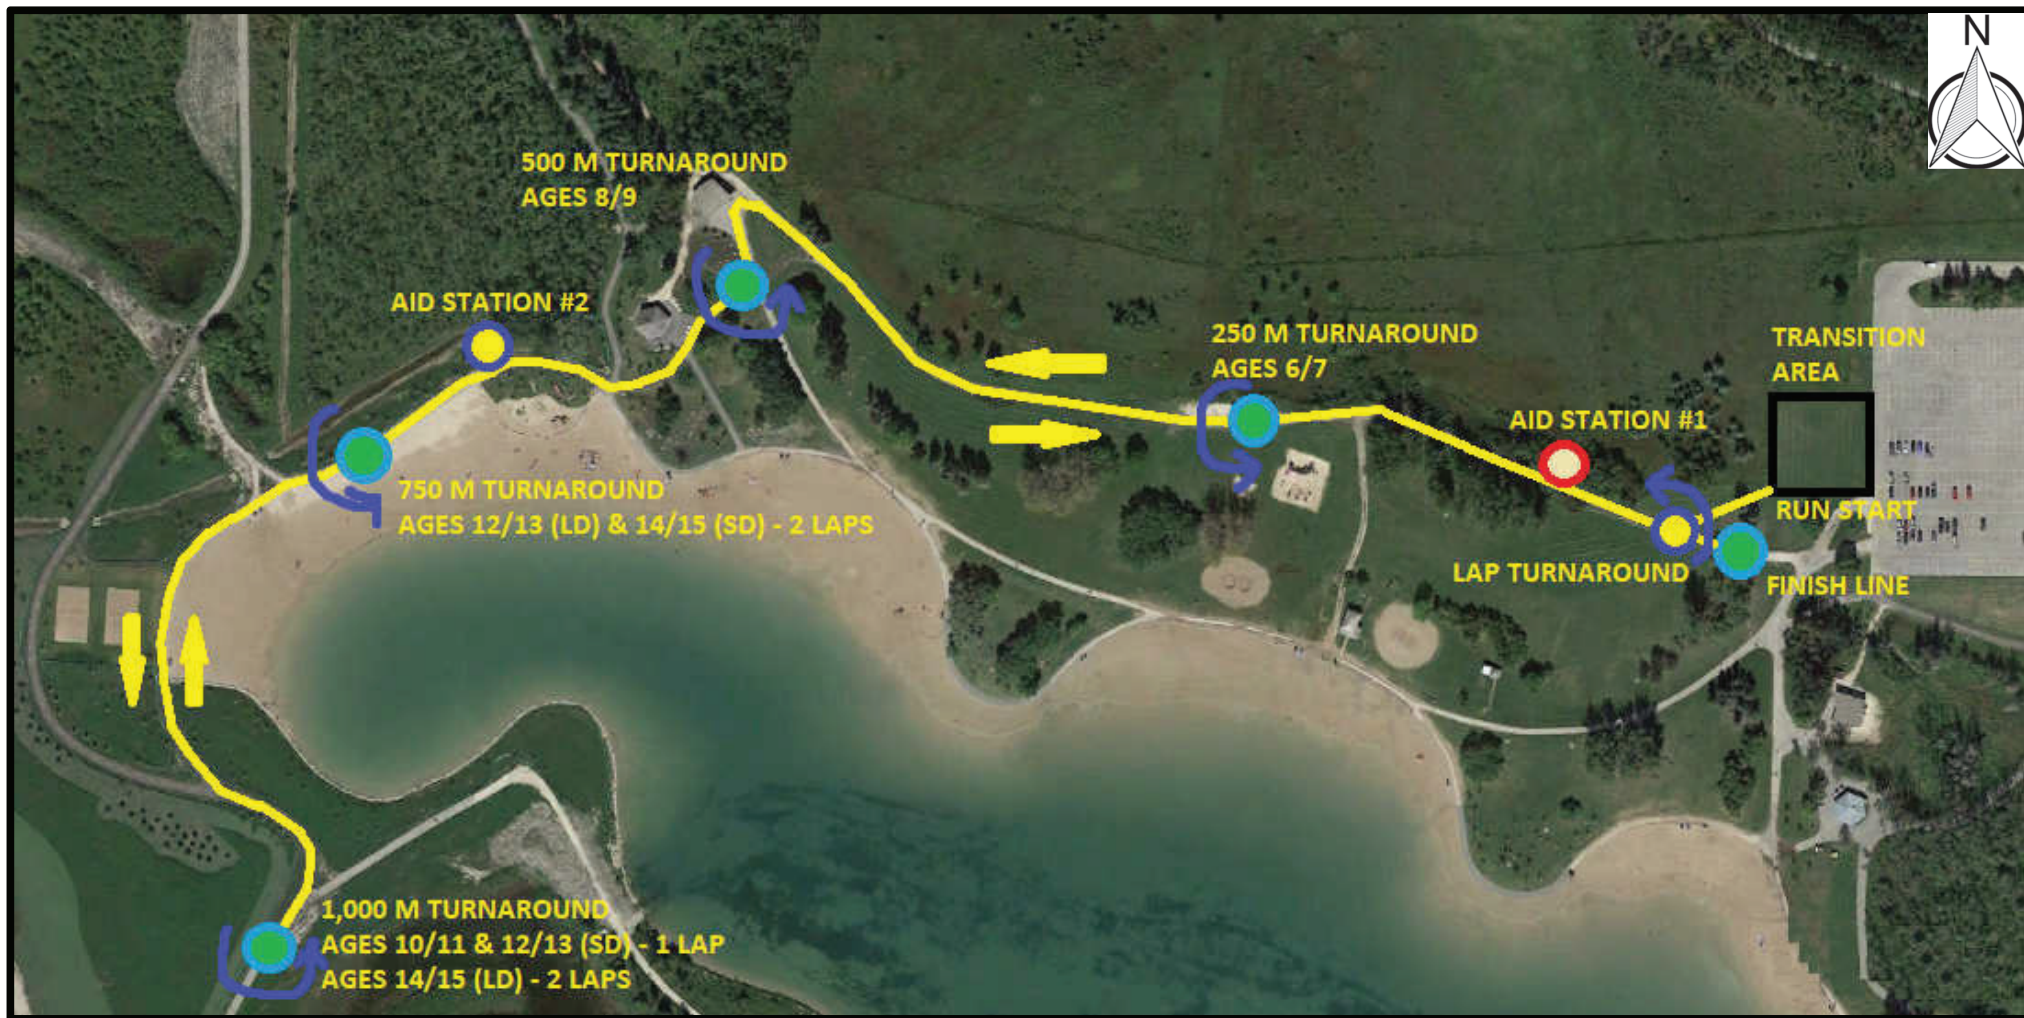 N
500 M TURNAROUND
AGES 8/9
AID STATION #2
250 M TURNAROUND
AGES 6/7
TRANSITION
AREA
AID STATION #1
RUN START
750 M TURNAROUND
AGES 12/13 (LD) & 14/15 (SD) - 2 LAPS
LAP TURNAROUND
FINISH LINE
1,000 M TURNAROUND
AGES 10/11 & 12/13 (SD) - 1 LAP
AGES 14/15 (LD) - 2 LAPS